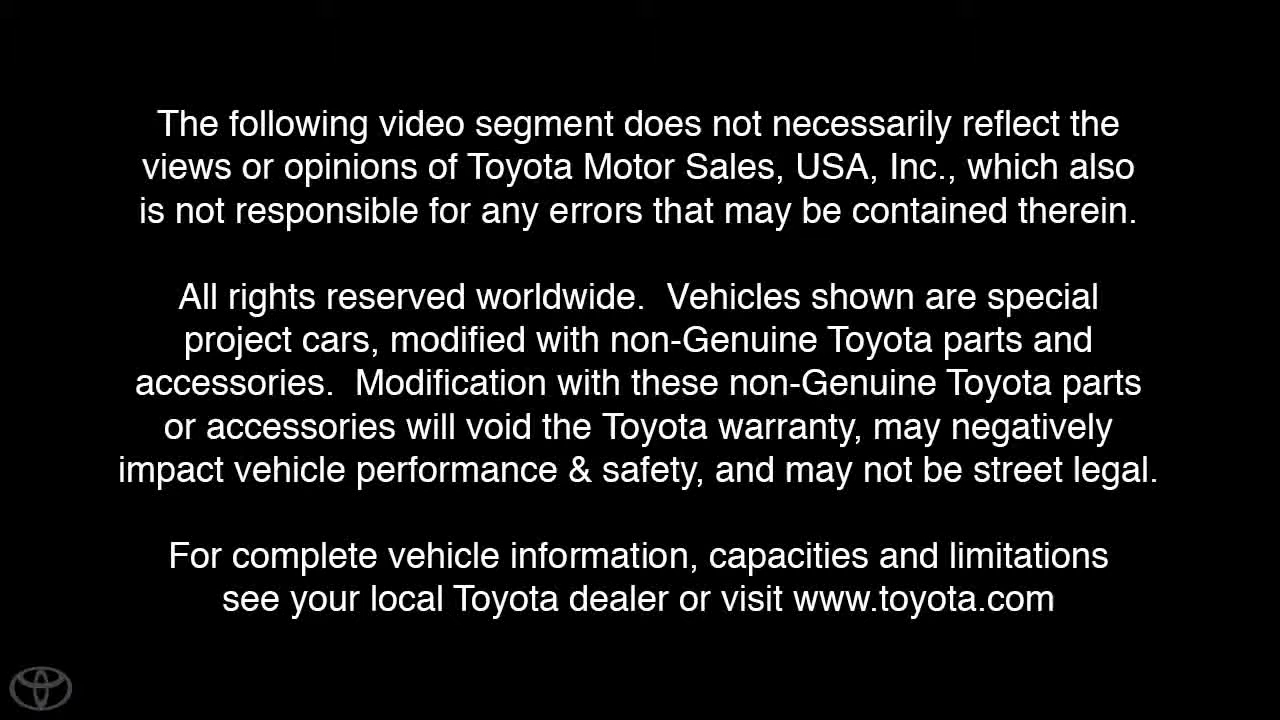 The following video segment does not necessarily reflect the
views or opinions of Toyota Motor Sales, USA, Inc., which also
is not responsible for any errors that may be contained therein.
All rights reserved worldwide.  Vehicles shown are special
project cars, modified with non-Genuine Toyota parts and
accessories.  Modification with these non-Genuine Toyota parts
or accessories will void the Toyota warranty, may negatively
impact vehicle performance & safety, and may not be street legal.
For complete vehicle information, capacities and limitations
see your local Toyota dealer or visit www.toyota.com